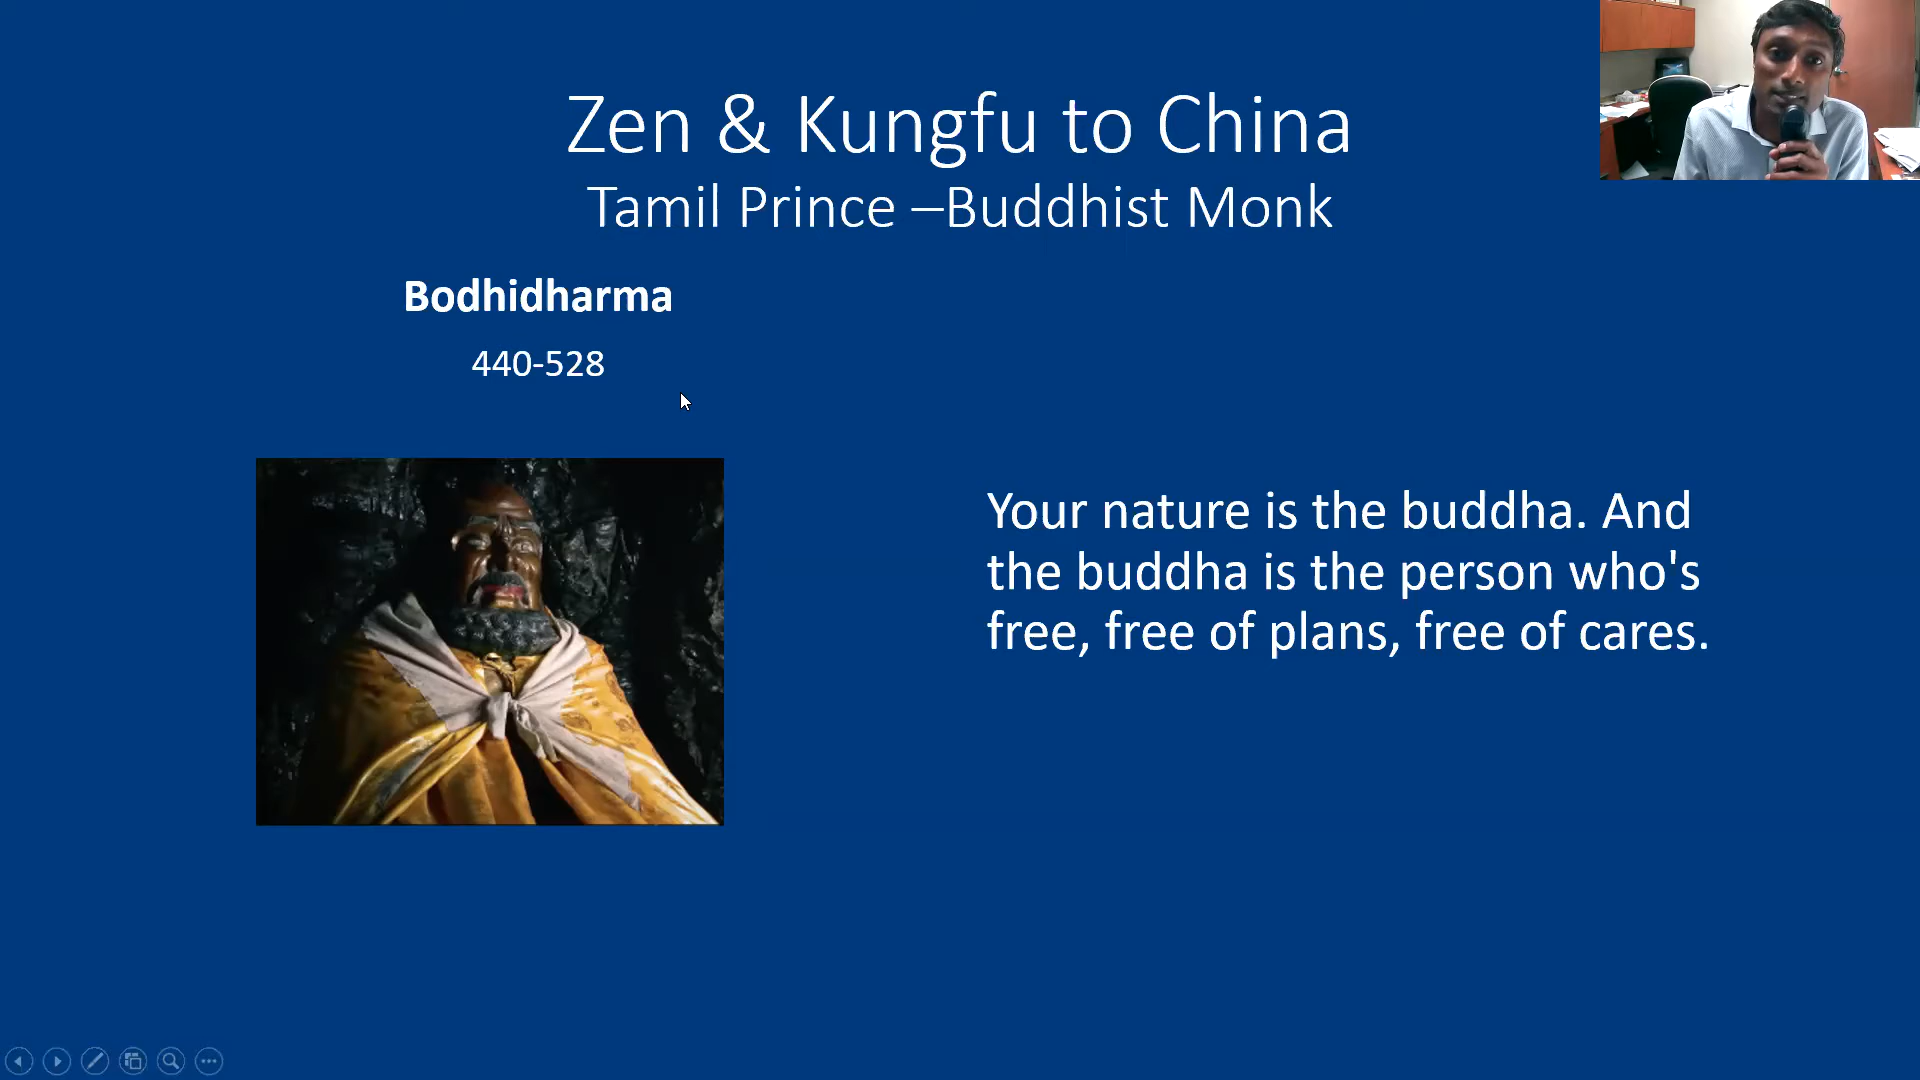 Zen & Kungfu to China
Tamil Prince –Buddhist Monk
Bodhidharma
440-528
Your nature is the buddha. And
the buddha is the person who's
free, free of plans, free of cares.